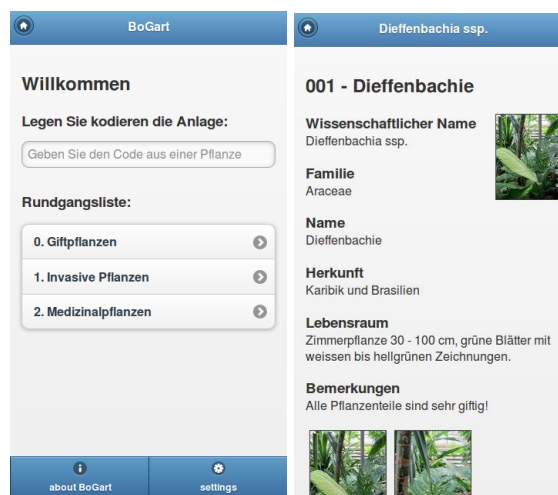 BoGart
Willkommen
Legen Sie kodieren die Anlage:
Geben Sie den Code aus einer Pflanze
Rundgangsliste:
0. Giftpflanzen
1. Invasive Pflanzen
2. Medizinalpflanzen
about BoGart
settings
Dieffenbachia ssp.
001 - Dieffenbachie
Wissenschaftlicher Name
Dieffenbachia ssp.
Familie
Araceae
Name
Dieffenbachie
Herkunft
Karibik und Brasilien
Lebensraum
Zimmerpflanze 30 - 100 cm, grüne Blätter mit
weissen bis hellgrünen Zeichnungen.
Bemerkungen
Alle Pflanzenteile sind sehr giftig!